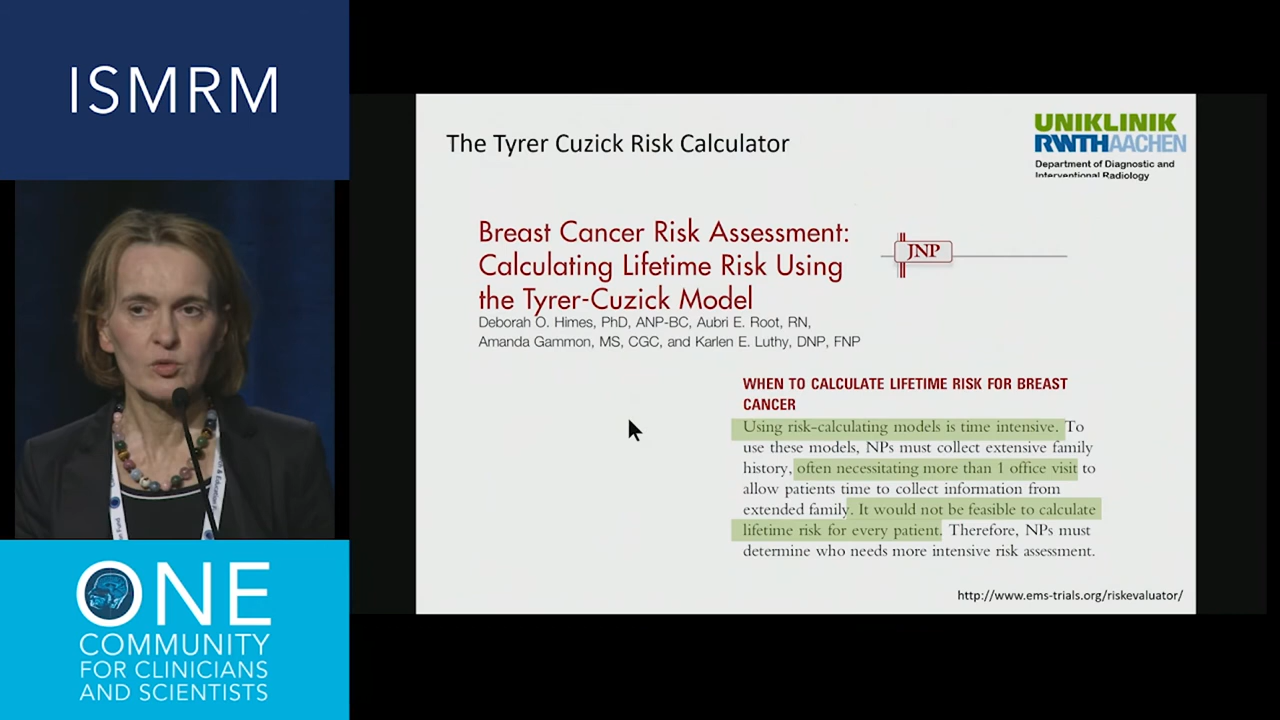 ISMRM
ONE
COMMUNITY
FOR CLINICIANS
AND SCIENTISTS
The Tyrer Cuzick Risk Calculator
UNIKLINIK
RWTHAACHEN
Department of Diagnostic and
Interventional Radiology
Breast Cancer Risk Assessment:
Calculating Lifetime Risk Using
the Tyrer-Cuzick Model
JNP
Deborah O. Himes, PhD, ANP-BC, Aubri E. Root, RN,
Amanda Gammon, MS, CGC, and Karlen E. Luthy, DNP, FNP
WHEN TO CALCULATE LIFETIME RISK FOR BREAST
CANCER
Using risk-calculating models is time intensive. To
use these models, NPs must collect extensive family
history, often necessitating more than 1 office visit to
allow patients time to collect information from
extended family. It would not be feasible to calculate
lifetime risk for every patient. Therefore, NPs must
determine who needs more intensive risk assessment.
http://www.ems-trials.org/riskevaluator/